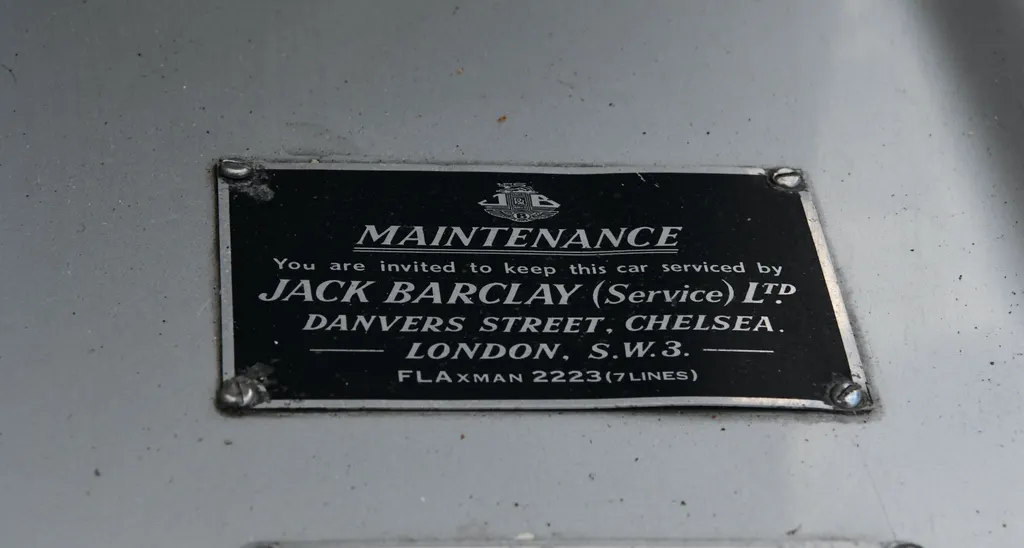 JB
MAINTENANCE
You are invited to keep this car serviced by
JACK BARCLAY (Service) LTD.
DANVERS STREET, CHELSEA.
LONDON, S.W.3.
FLAXMAN 2223 (7 LINES)